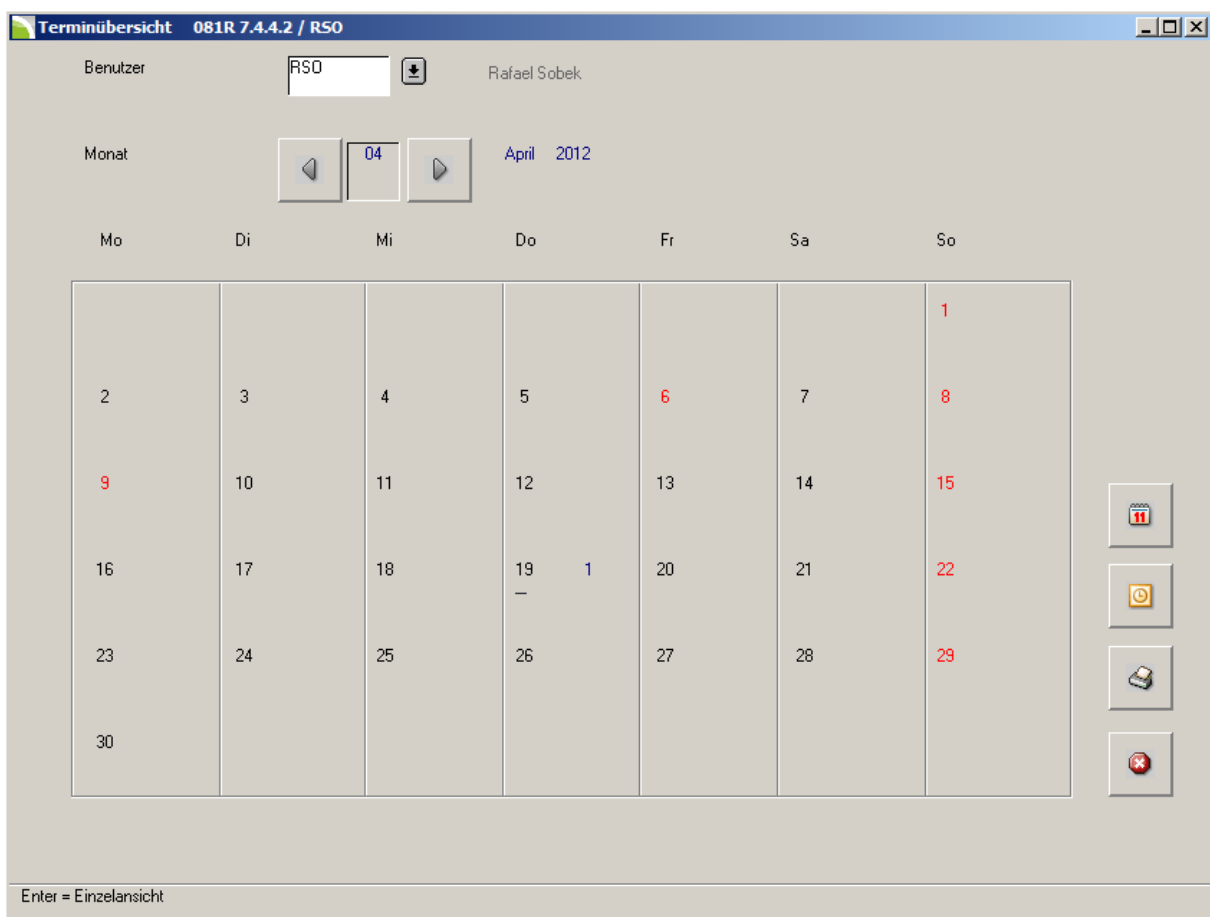 Terminübersicht 081R 7.4.4.2 / RSO
Benutzer RSO Rafael Sobek
Monat 04 April 2012
Mo Di Mi Do Fr Sa So
1
2 3 4 5 6 7 8
9 10 11 12 13 14 15
11
16 17 18 19 1 20 21 22
23 24 25 26 27 28 29
30
Enter = Einzelansicht